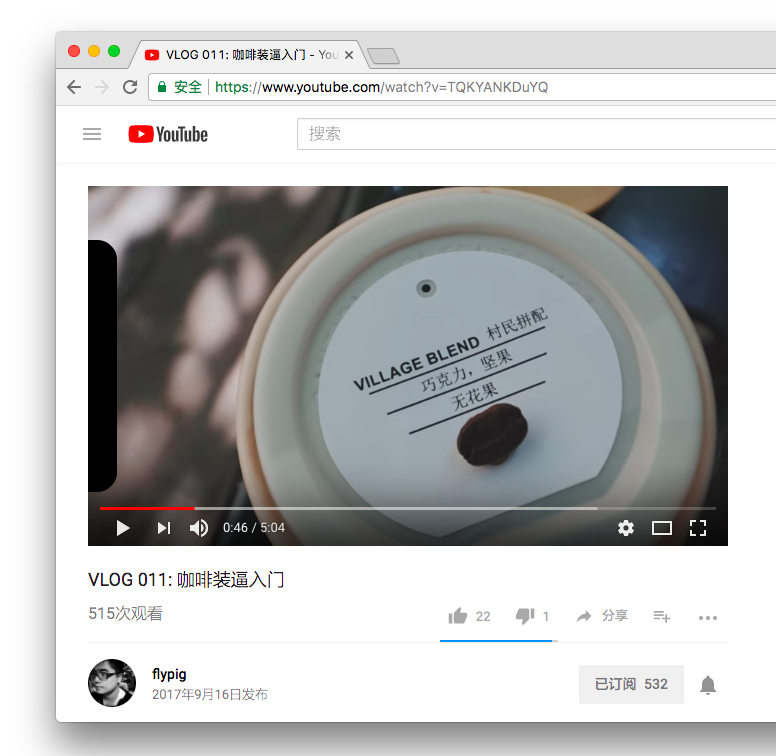 VLOG 011: 咖啡装逼入门 - You
安全 https://www.youtube.com/watch?v=TQKYANKDuYQ
YouTube
搜索
VILLAGE BLEND 村民拼配
巧克力，坚果
无花果
0:46 / 5:04
VLOG 011: 咖啡装逼入门
515次观看
22 1 分享
flypig
2017年9月16日发布
已订阅 532